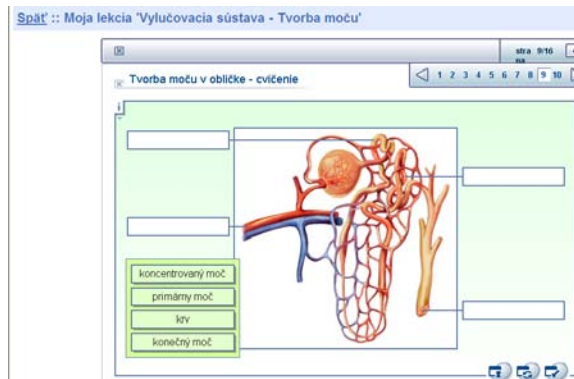 Späť :: Moja lekcia 'Vylučovacia sústava - Tvorba moču'
strana 9/16
Tvorba moču v obličke - cvičenie
1 2 3 4 5 6 7 8 9 10
i
koncentrovaný moč
primárny moč
krv
konečný moč